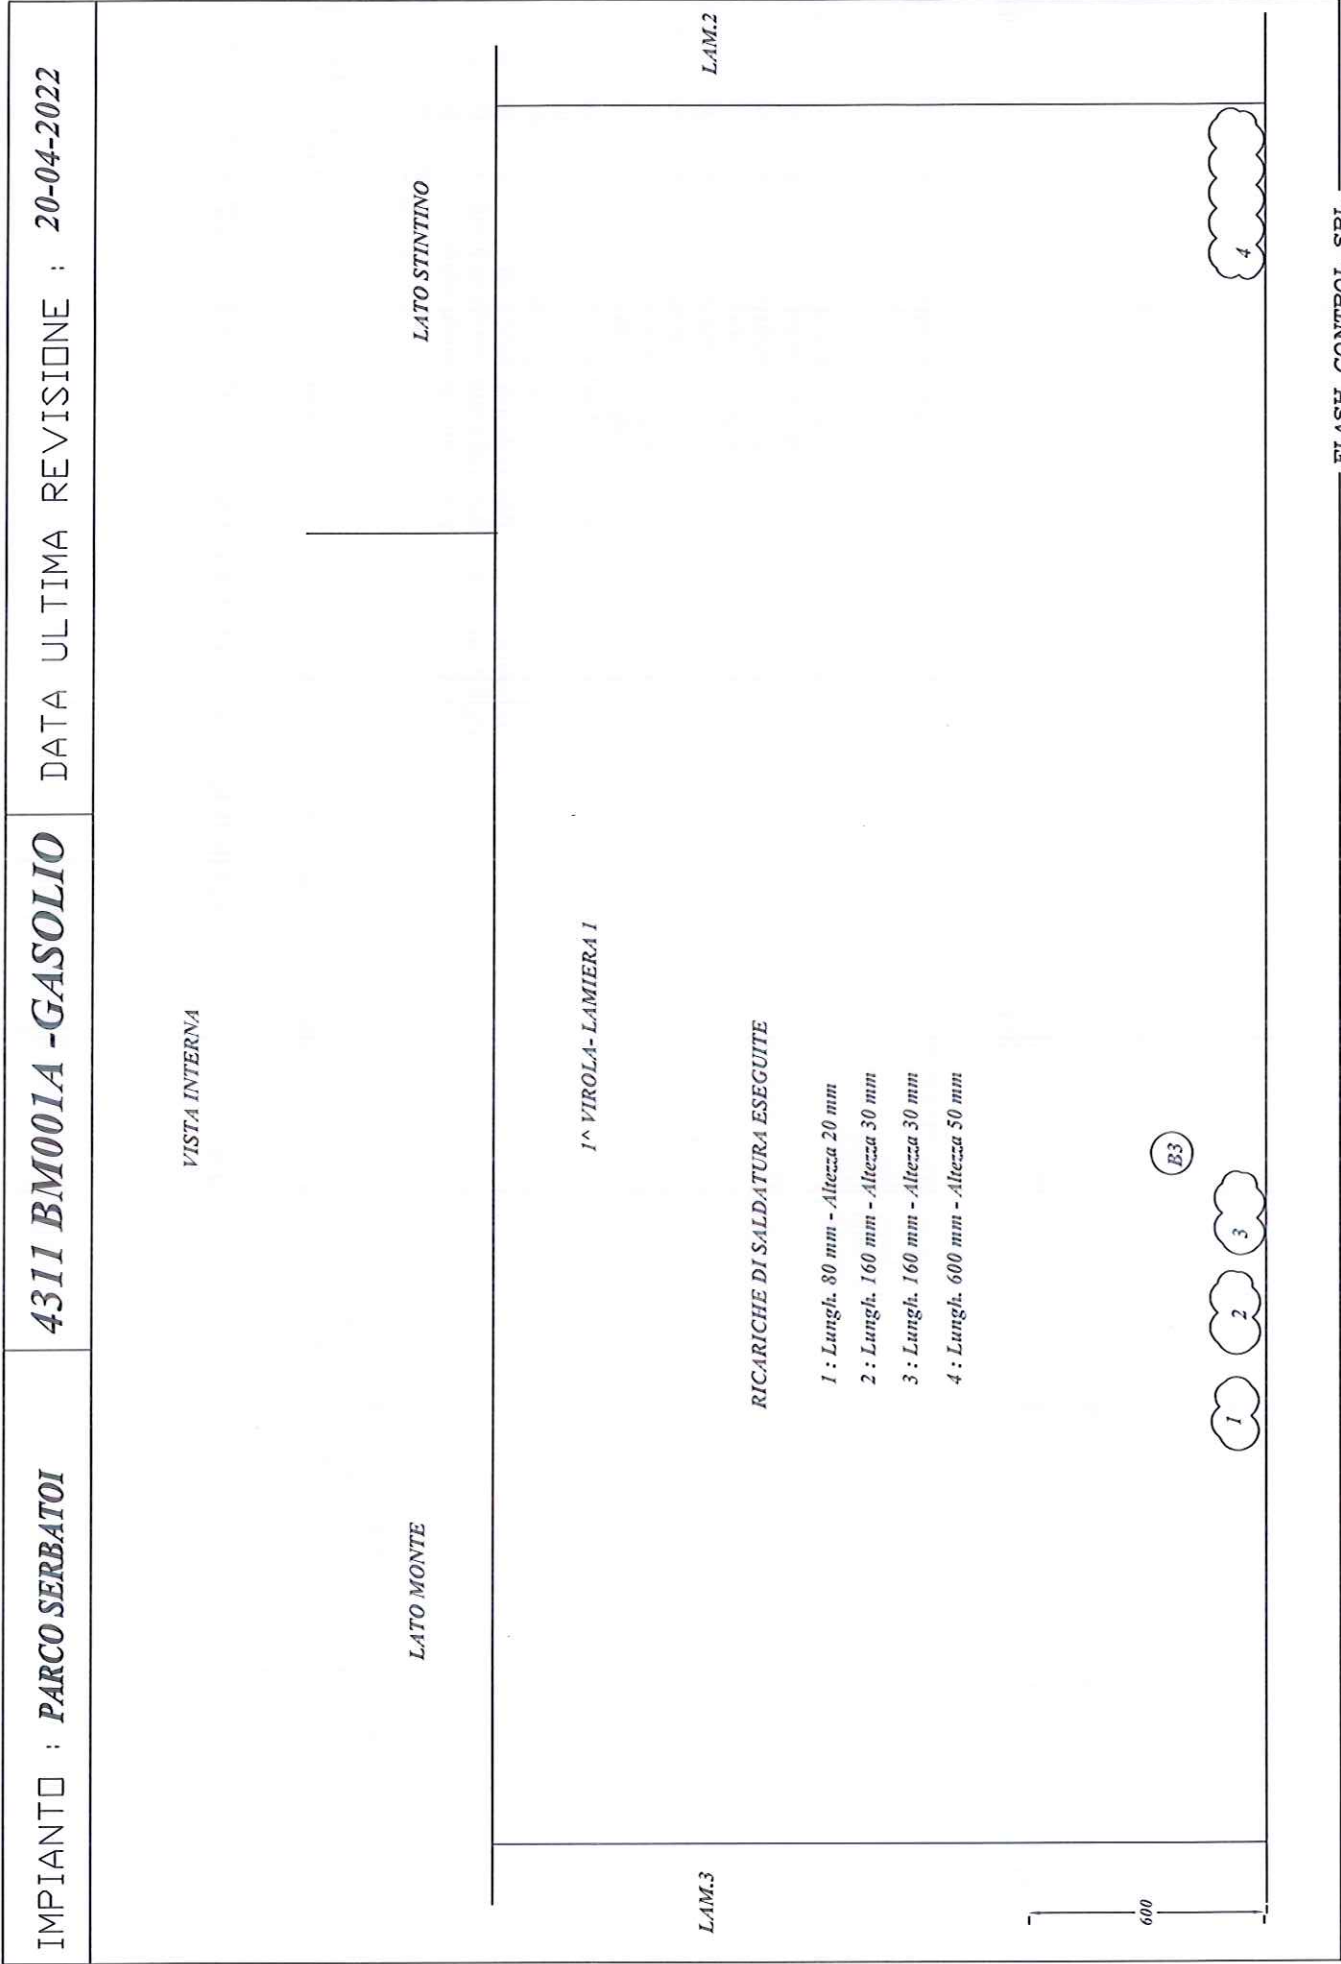 IMPIANTO : PARCO SERBATOI
4311 BM001A -GASOLIO
DATA ULTIMA REVISIONE : 20-04-2022
VISTA INTERNA
LATO MONTE
LATO STINTINO
1^ VIROLA- LAMIERA 1
LAM.3
LAM.2
RICARICHE DI SALDATURA ESEGUITE
1 : Lungh. 80 mm - Altezza 20 mm
2 : Lungh. 160 mm - Altezza 30 mm
3 : Lungh. 160 mm - Altezza 30 mm
4 : Lungh. 600 mm - Altezza 50 mm
600
B3
1
2
3
4
FLASH CONTROL SRL